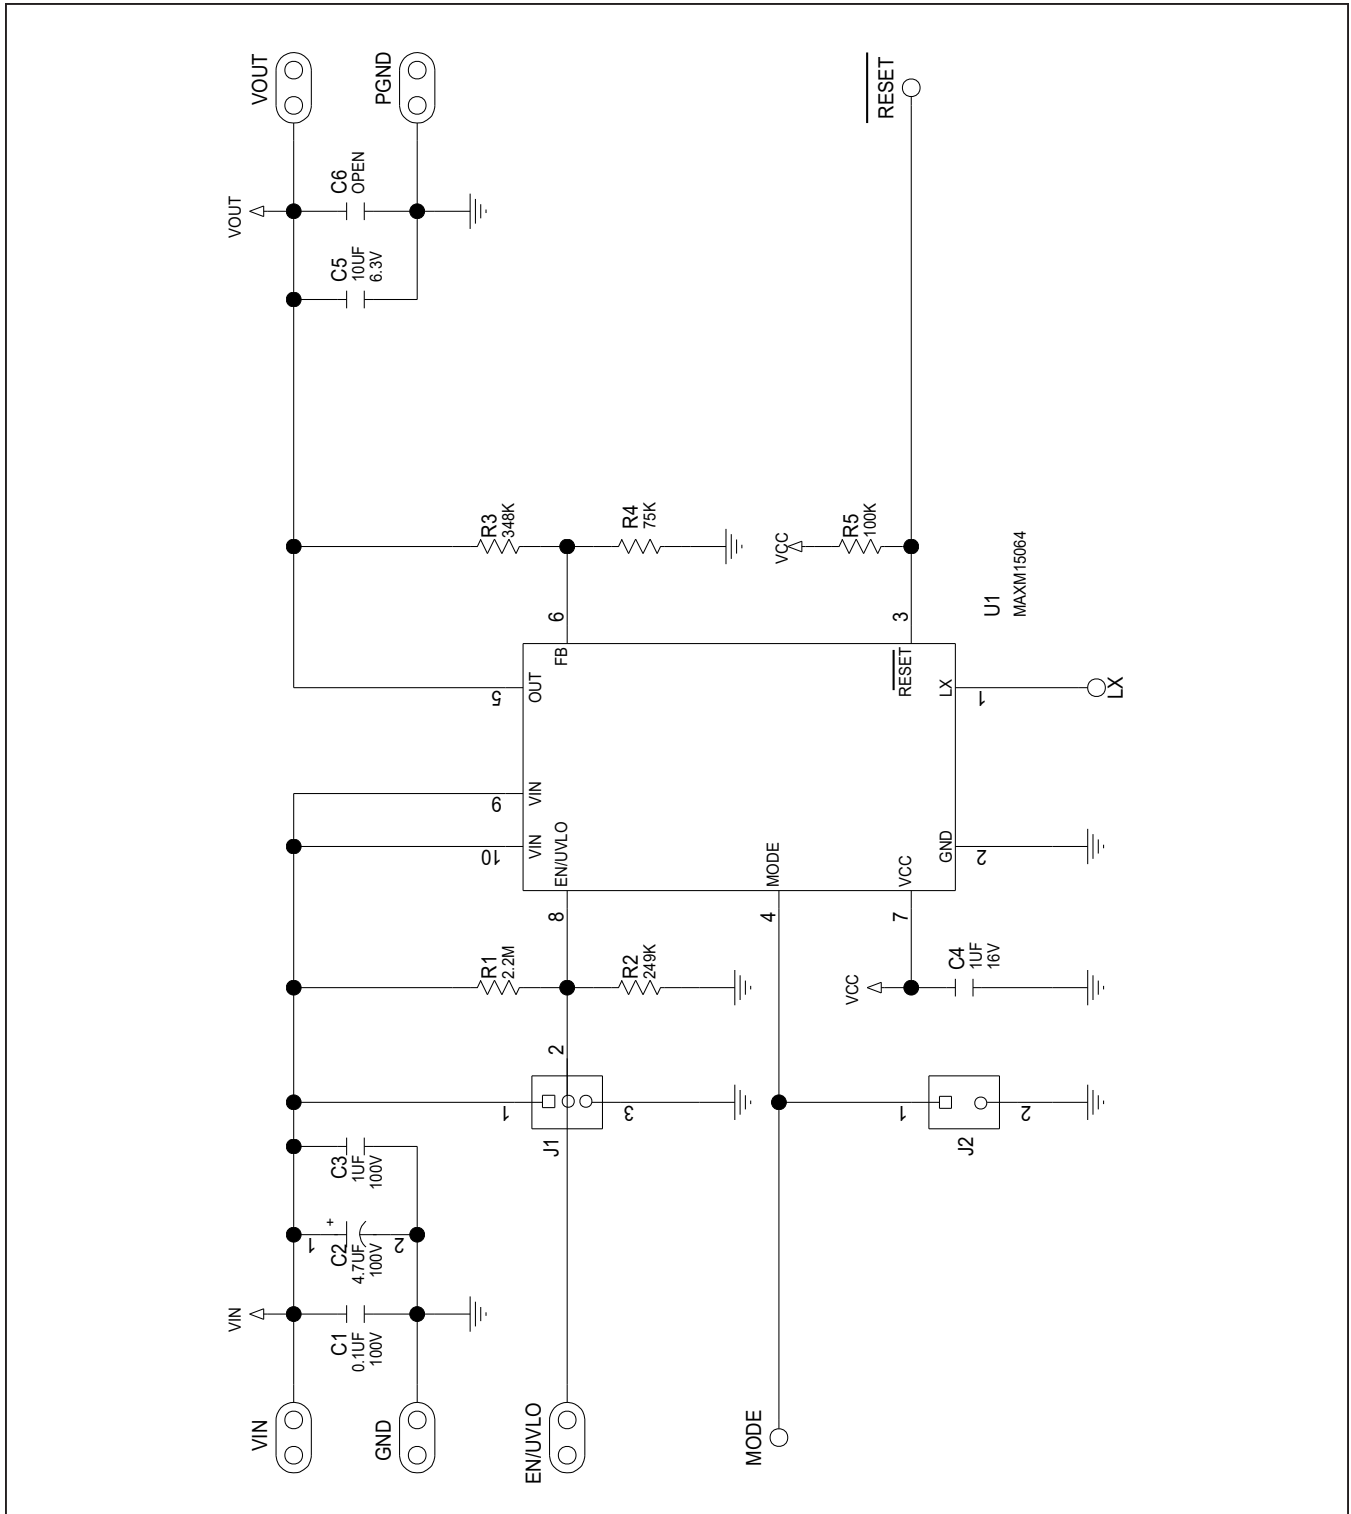 VIN
GND
EN/UVLO
MODE
VIN
C1
0.1UF
100V
1
+
C2
4.7UF
100V
2
C3
1UF
100V
1
2
3
J1
1
2
J2
R1
2.2M
R2
249K
VCC
C4
1UF
16V
8
4
7
10
9
5
6
3
2
1
VIN
VIN
OUT
EN/UVLO
FB
MODE
VCC
RESET
GND
LX
U1
MAXM15064
LX
R3
348K
R4
75K
VCC
R5
100K
C5
10UF
6.3V
C6
OPEN
VOUT
VOUT
PGND
RESET